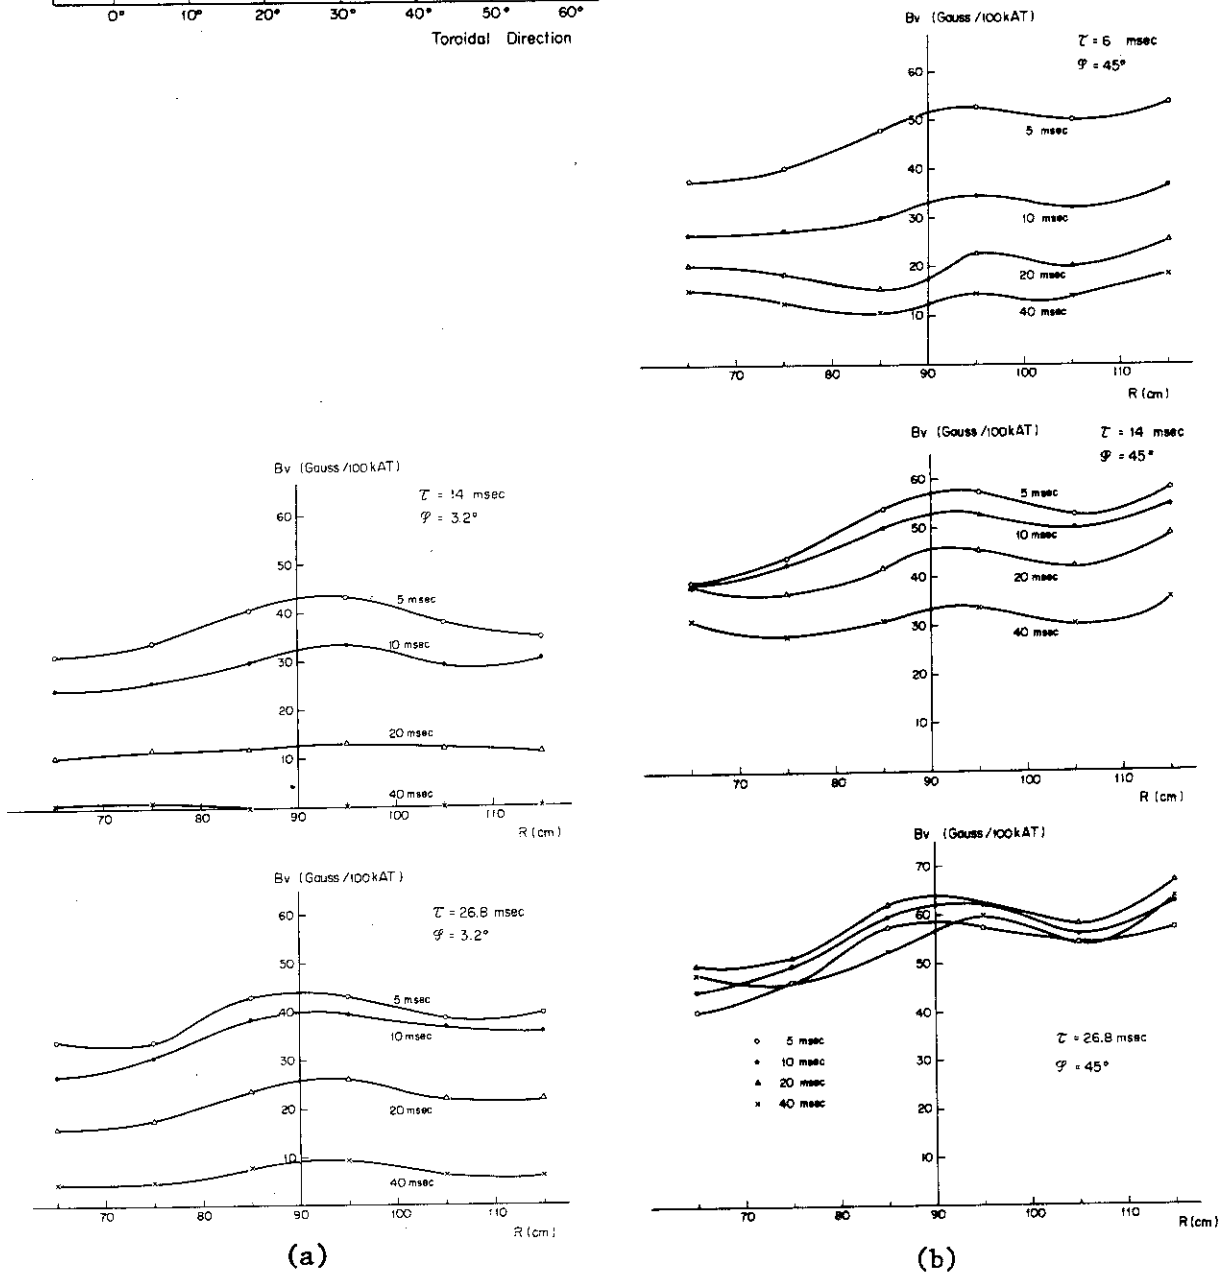 0° 10° 20° 30° 40° 50° 60°
Toroidal Direction
Bv (Gauss/100kAT)
τ = 14 msec
φ = 3.2°
60
50
40
30
20
10
5 msec
10 msec
20 msec
40 msec
70 80 90 100 110
R (cm)
Bv (Gauss/100kAT)
τ = 26.8 msec
φ = 3.2°
60
50
40
30
20
10
5 msec
10 msec
20 msec
40 msec
70 80 90 100 110
R (cm)
(a)
Bv (Gauss/100kAT)
τ = 6 msec
φ = 45°
60
50
40
30
20
10
5 msec
10 msec
20 msec
40 msec
70 80 90 100 110
R (cm)
Bv (Gauss/100kAT)
τ = 14 msec
φ = 45°
60
50
40
30
20
10
5 msec
10 msec
20 msec
40 msec
70 80 90 100 110
R (cm)
Bv (Gauss/100kAT)
70
60
50
40
30
20
10
5 msec
10 msec
20 msec
40 msec
τ = 26.8 msec
φ = 45°
70 80 90 100 110
R (cm)
(b)